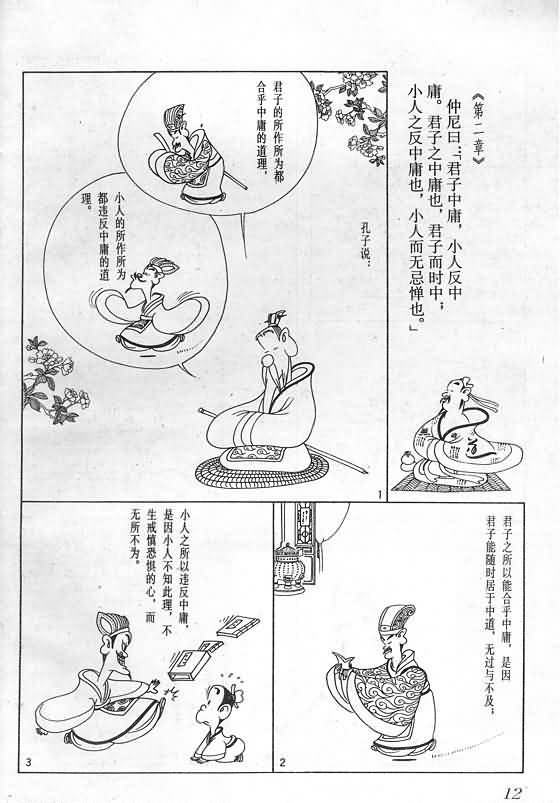 《第二章》
仲尼曰：「君子中庸，小人反中
庸。君子之中庸也，君子而时中；
小人之反中庸也，小人而无忌惮也。」
孔子说：
君子的所作所为都
合乎中庸的道理，
小人的所作所为
都违反中庸的道
理。
道
1
君子之所以能合乎中庸，是因
君子能随时居于中道，无过与不及；
2
小人之所以违反中庸，
是因小人不知此理，不
生戒慎恐惧的心，而
无所不为。
3
12